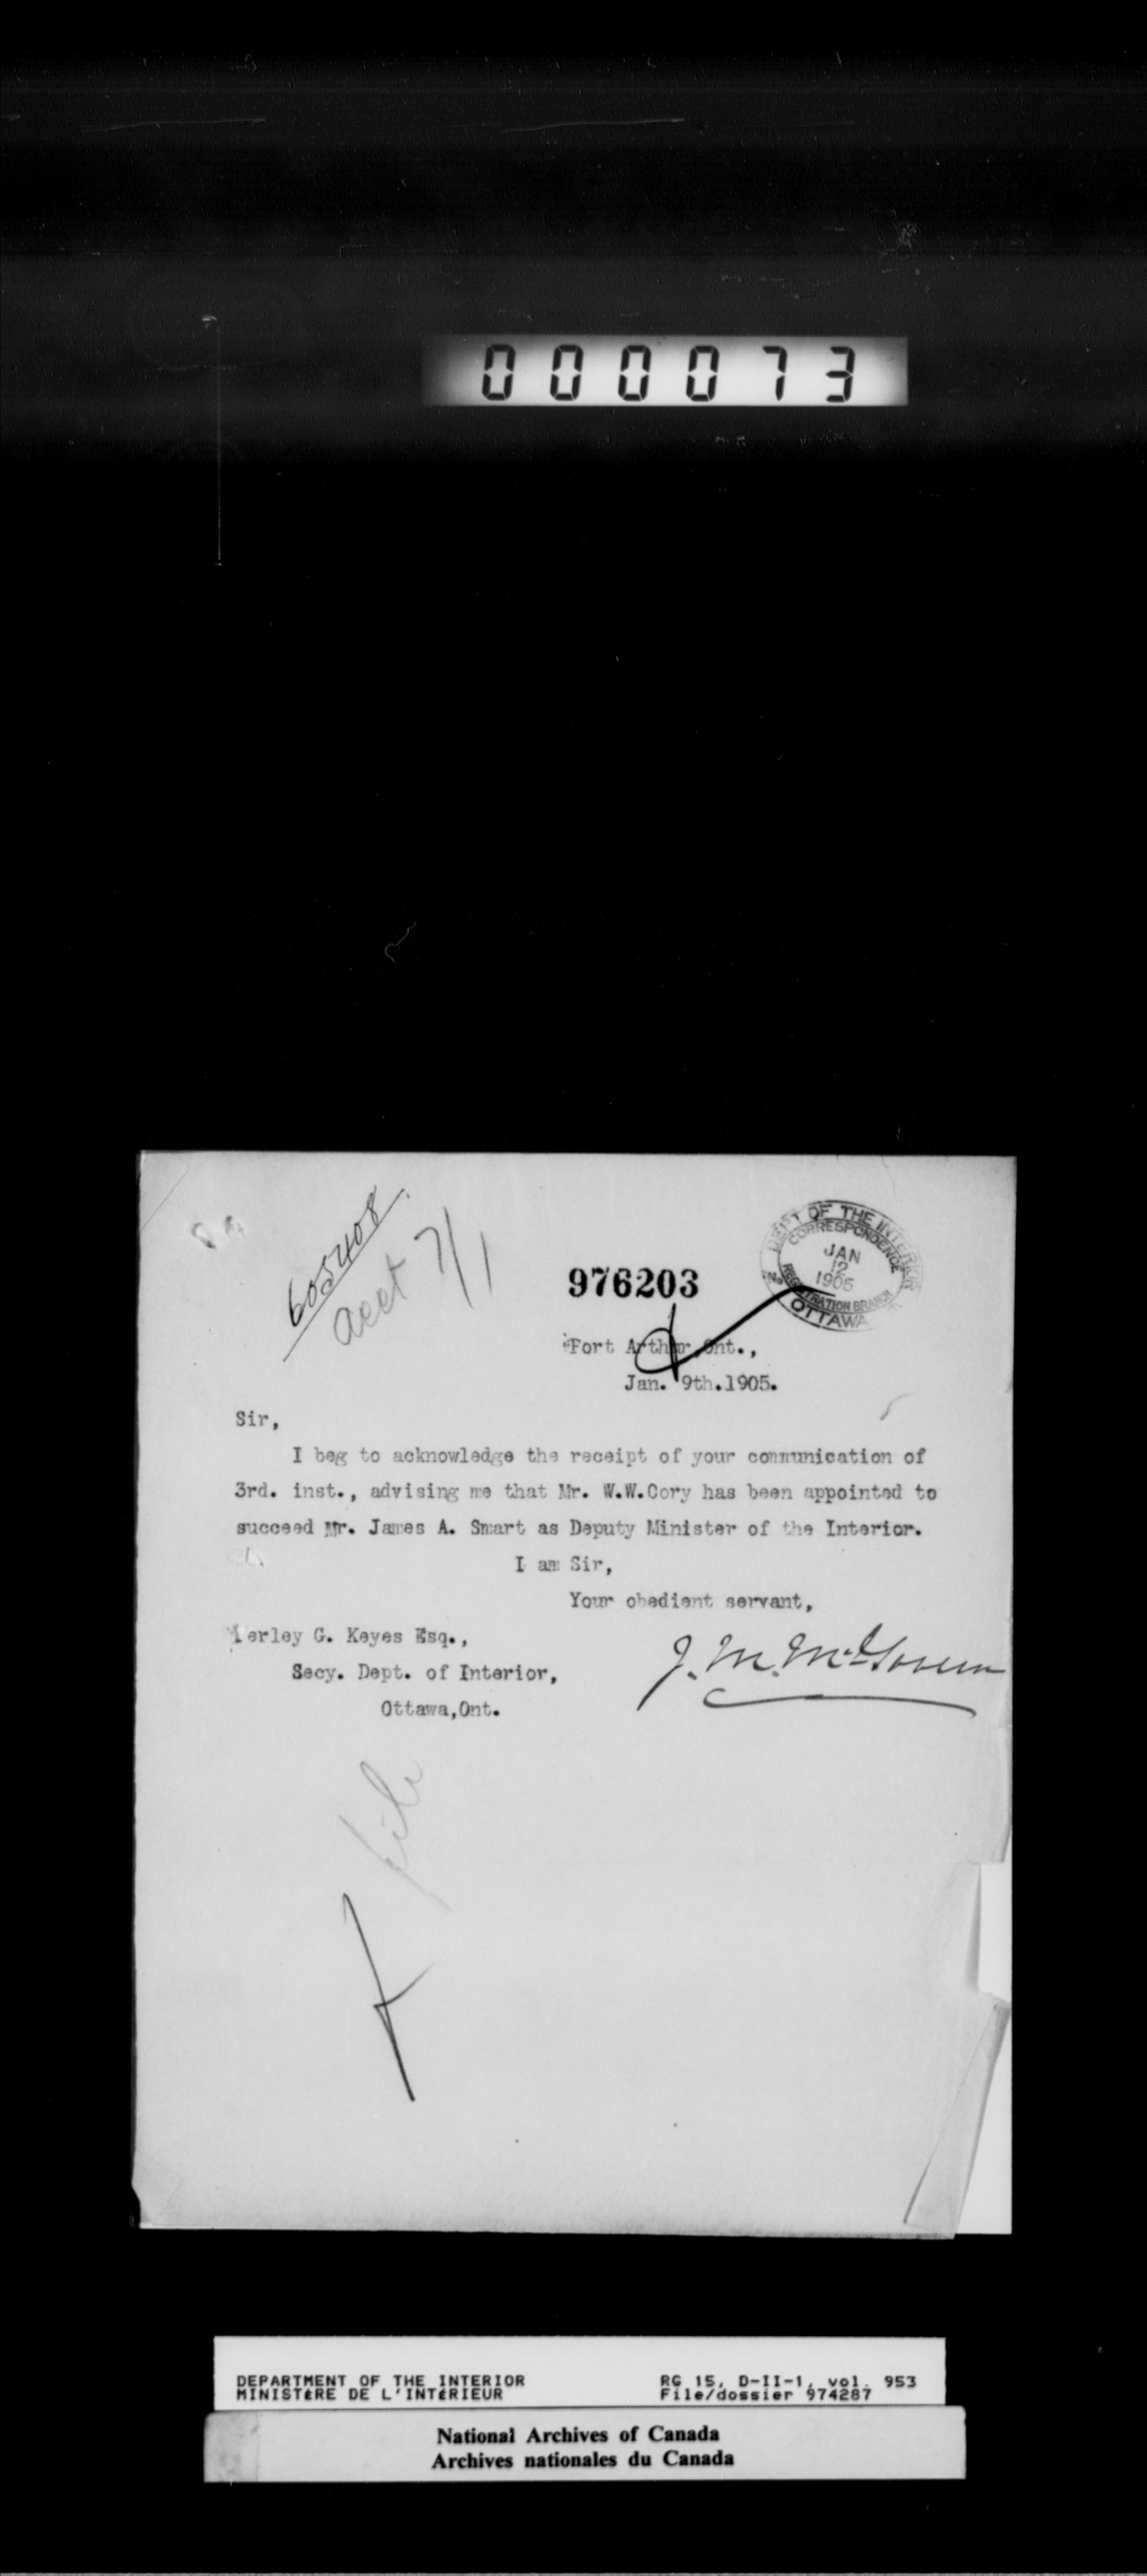 000073
605408
acct 7/1
976203
DEPT OF THE INTERIOR
CORRESPONDENCE
JAN
12
1905
REGISTRATION BRANCH
OTTAWA
Port Arthur,Ont.,
Jan. 9th.1905.
Sir,
I beg to acknowledge the receipt of your communication of
3rd. inst., advising me that Mr. W.W.Cory has been appointed to
succeed Mr. James A. Smart as Deputy Minister of the Interior.
I am Sir,
Your obedient servant,
Perley G. Keyes Esq.,
Secy. Dept. of Interior,
Ottawa,Ont.
J. M. McGovern
file
DEPARTMENT OF THE INTERIOR
MINISTÈRE DE L'INTÉRIEUR
RG 15, D-II-1, vol. 953
File/dossier 974287
National Archives of Canada
Archives nationales du Canada